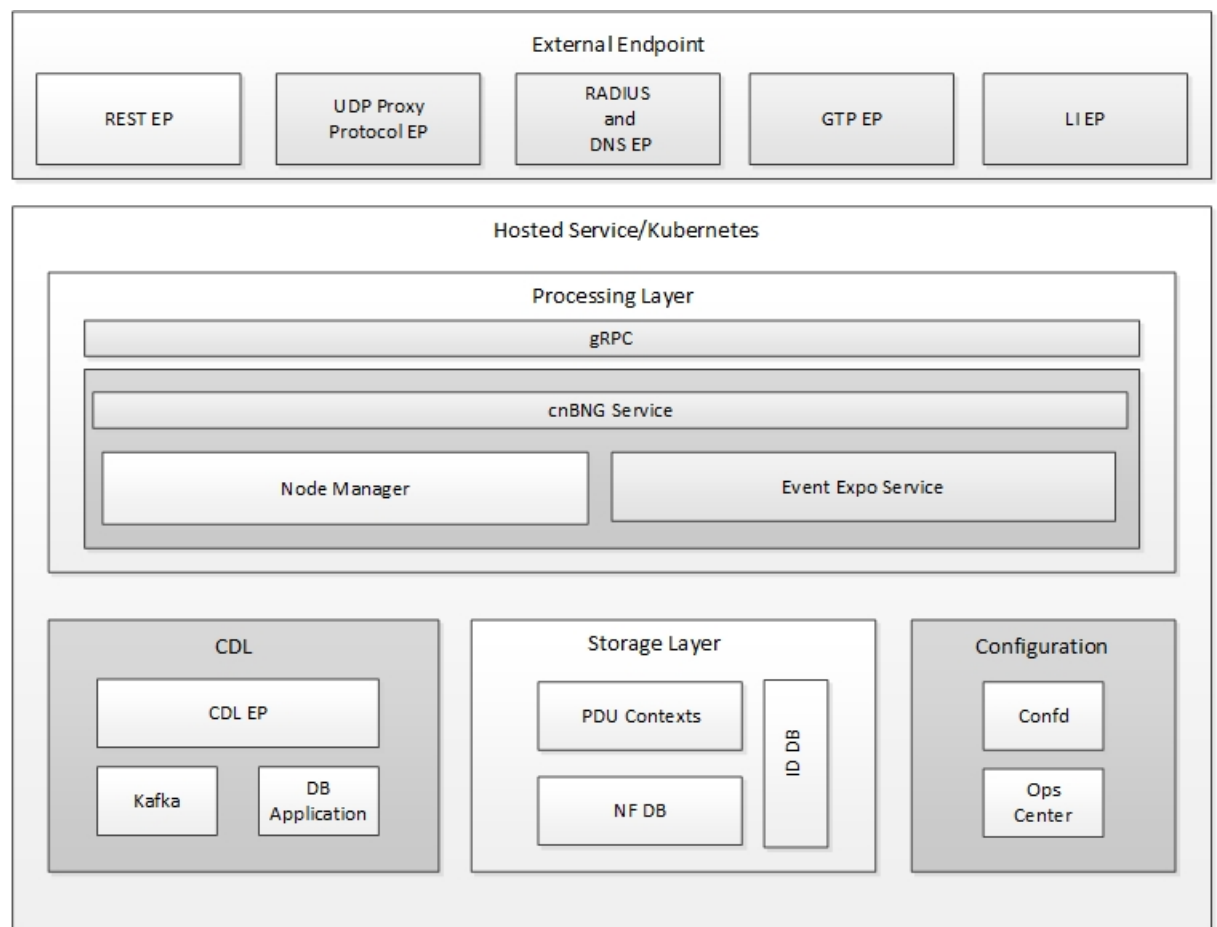 External Endpoint
REST EP
UDP Proxy
Protocol EP
RADIUS
and
DNS EP
GTP EP
LI EP
Hosted Service/Kubernetes
Processing Layer
gRPC
cnBNG Service
Node Manager
Event Expo Service
CDL
CDL EP
Kafka
DB
Application
Storage Layer
PDU Contexts
NF DB
ID DB
Configuration
Confd
Ops
Center